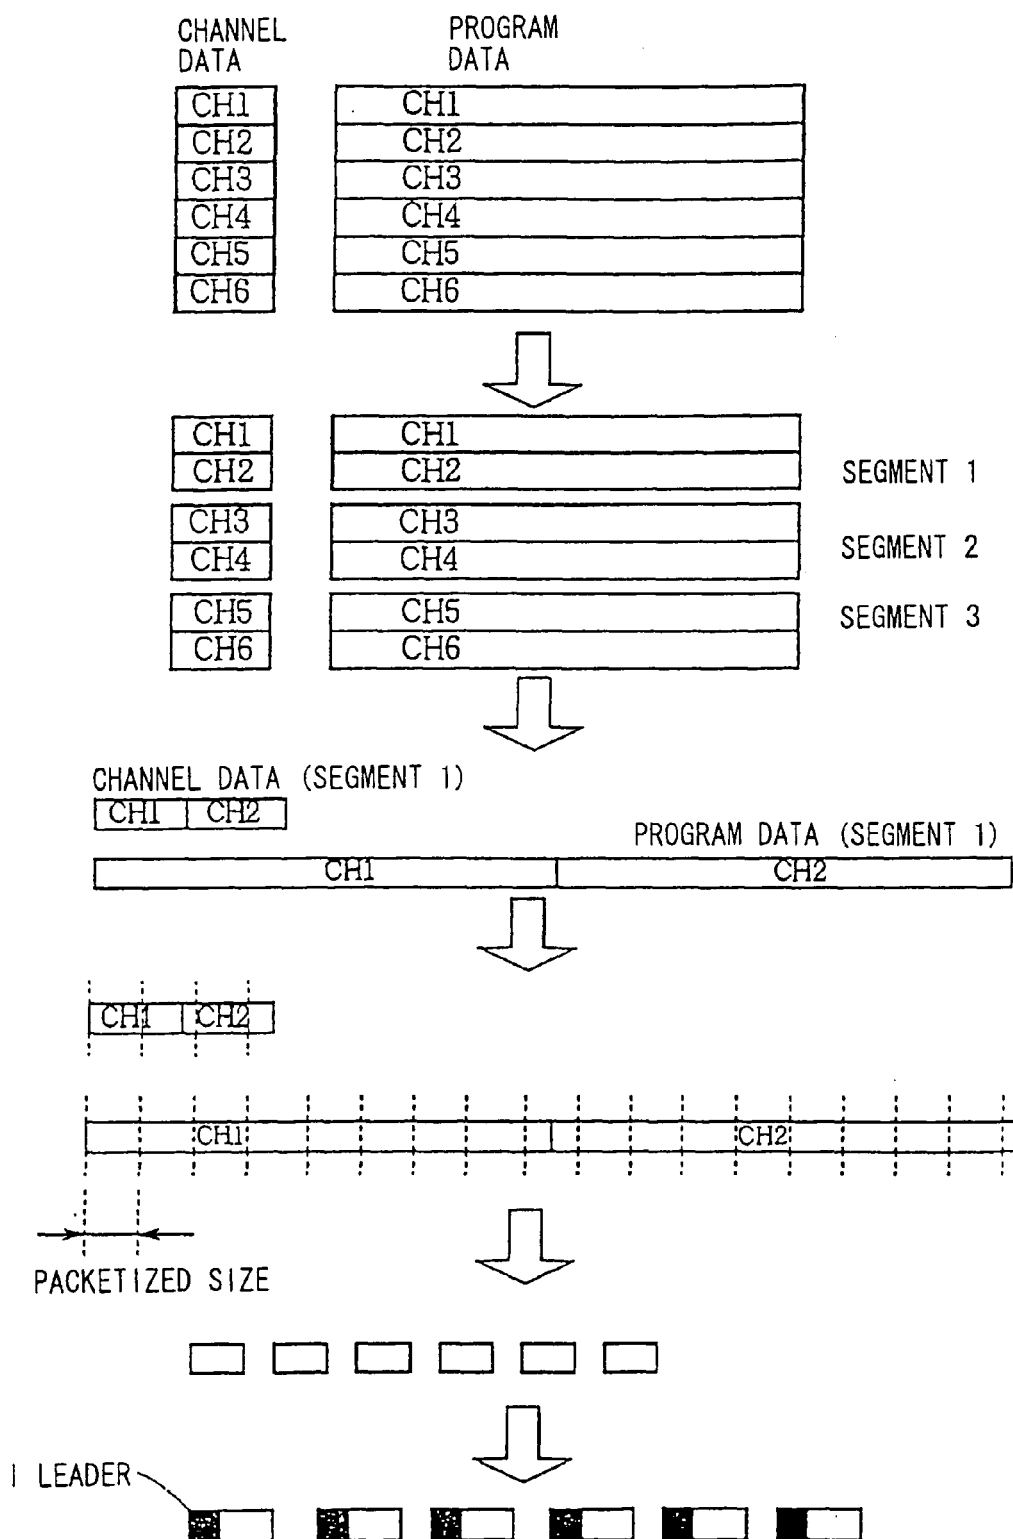 CHANNEL DATA
PROGRAM DATA
CH1 CH1
CH2 CH2
CH3 CH3
CH4 CH4
CH5 CH5
CH6 CH6
CH1 CH1
CH2 CH2 SEGMENT 1
CH3 CH3
CH4 CH4 SEGMENT 2
CH5 CH5 SEGMENT 3
CH6 CH6
CHANNEL DATA (SEGMENT 1)
CH1 CH2
PROGRAM DATA (SEGMENT 1)
CH1 CH2
CH1 CH2
CH1 CH2
PACKETIZED SIZE
I LEADER